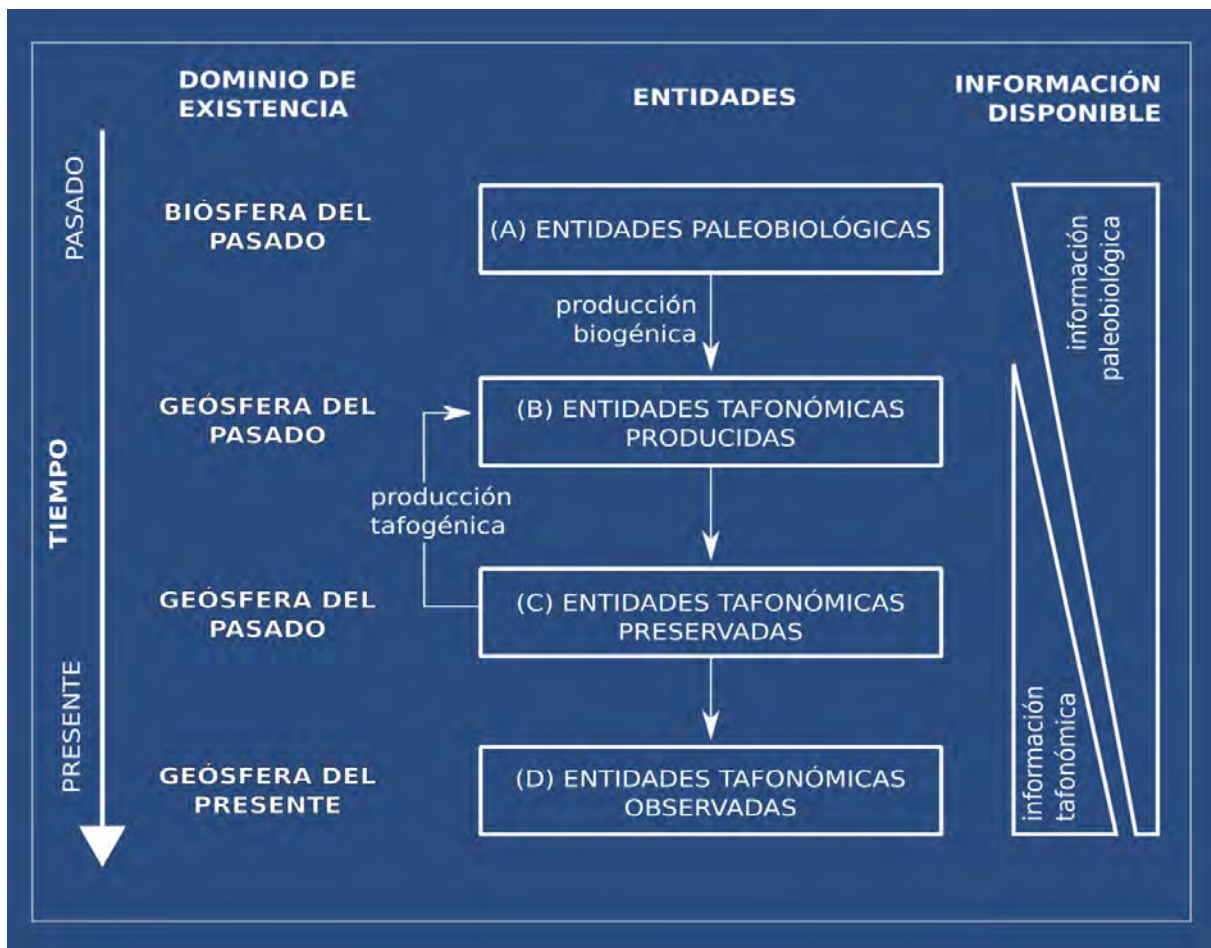 DOMINIO DE
EXISTENCIA
ENTIDADES
INFORMACIÓN
DISPONIBLE
PASADO
TIEMPO
PRESENTE
BIÓSFERA DEL
PASADO
(A) ENTIDADES PALEOBIOLÓGICAS
producción
biogénica
GEÓSFERA DEL
PASADO
(B) ENTIDADES TAFONÓMICAS
PRODUCIDAS
producción
tafogénica
GEÓSFERA DEL
PASADO
(C) ENTIDADES TAFONÓMICAS
PRESERVADAS
GEÓSFERA DEL
PRESENTE
(D) ENTIDADES TAFONÓMICAS
OBSERVADAS
información
paleobiológica
información
tafonómica